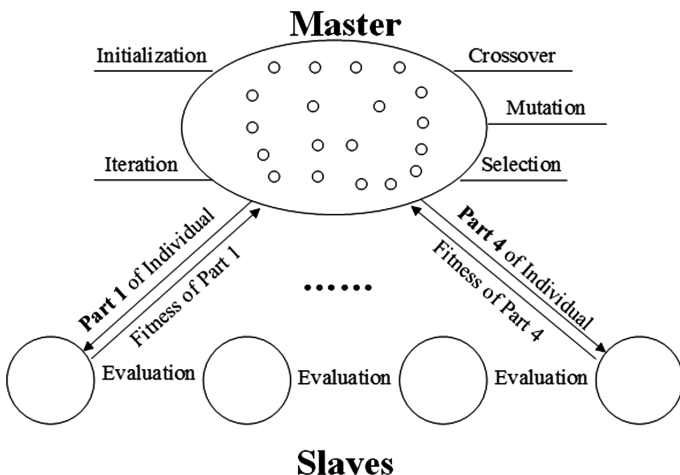 Master
Initialization
Crossover
Mutation
Iteration
Selection
Part 1 of Individual
Fitness of Part 1
Part 4 of Individual
Fitness of Part 4
......
Evaluation
Evaluation
Evaluation
Slaves